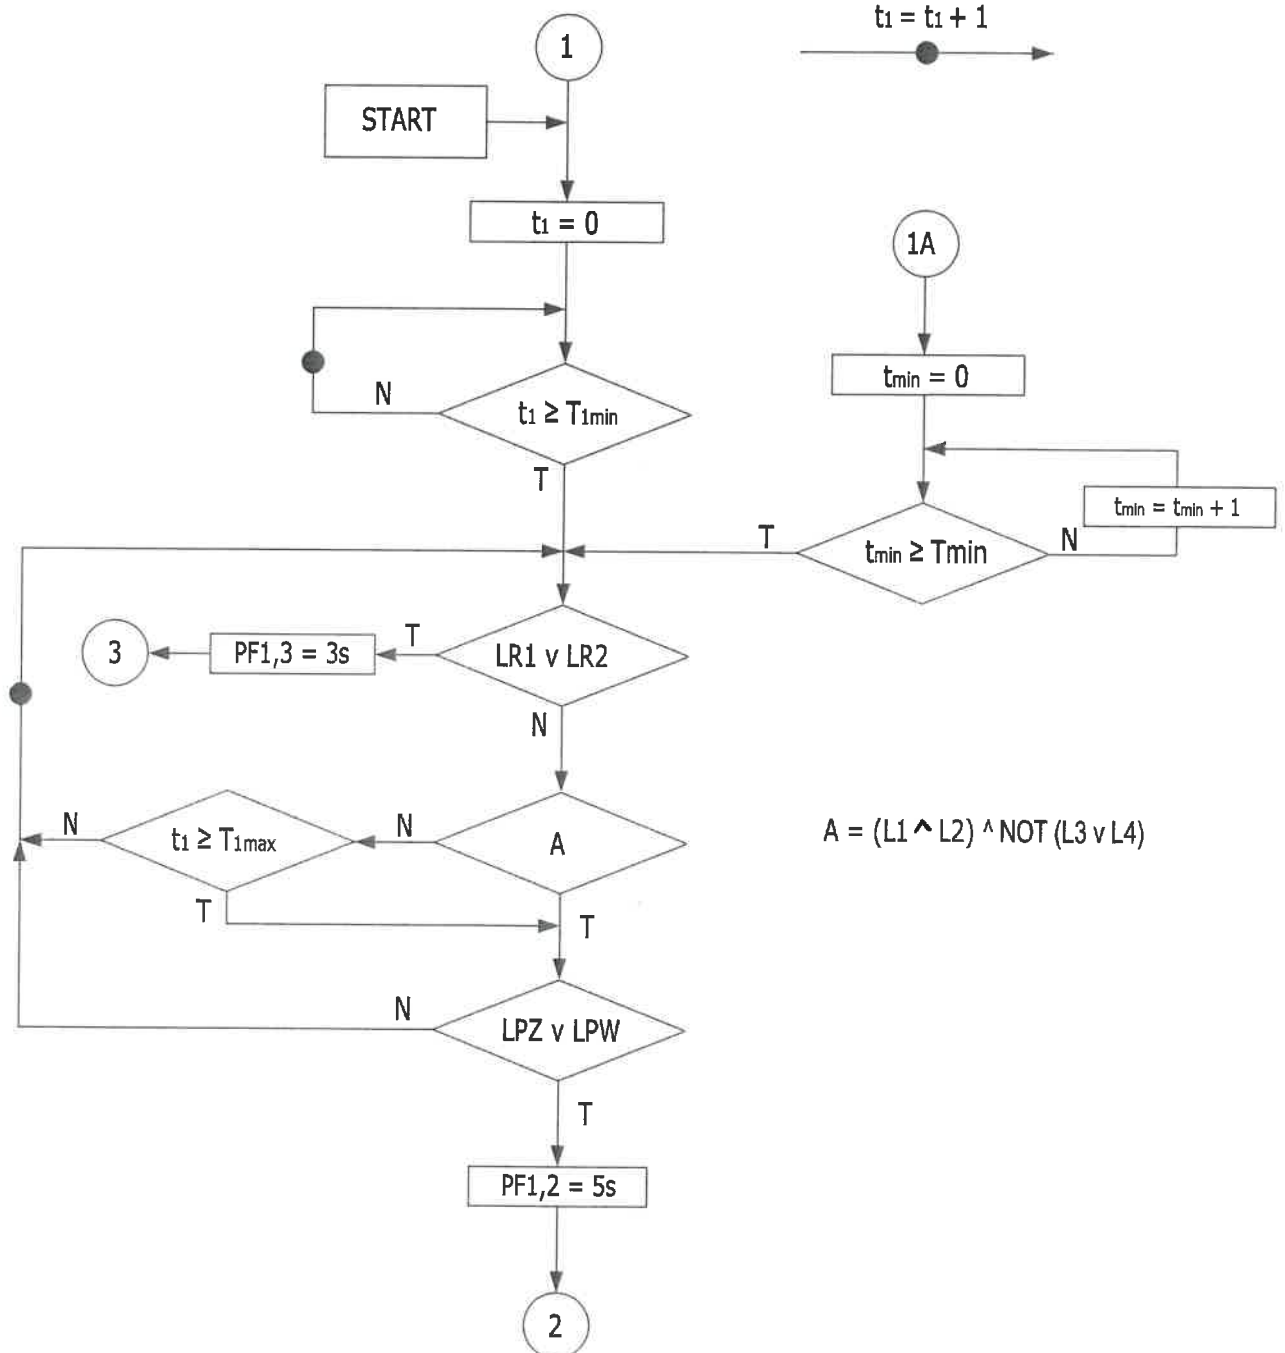 1
t1 = t1 + 1
START
t1 = 0
1A
tmin = 0
N
t1 ≥ T1min
T
tmin = tmin + 1
T
tmin ≥ Tmin
N
3
PF1,3 = 3s
T
LR1 v LR2
N
N
t1 ≥ T1max
N
A
A = (L1 ^ L2) ^ NOT (L3 v L4)
T
T
N
LPZ v LPW
T
PF1,2 = 5s
2